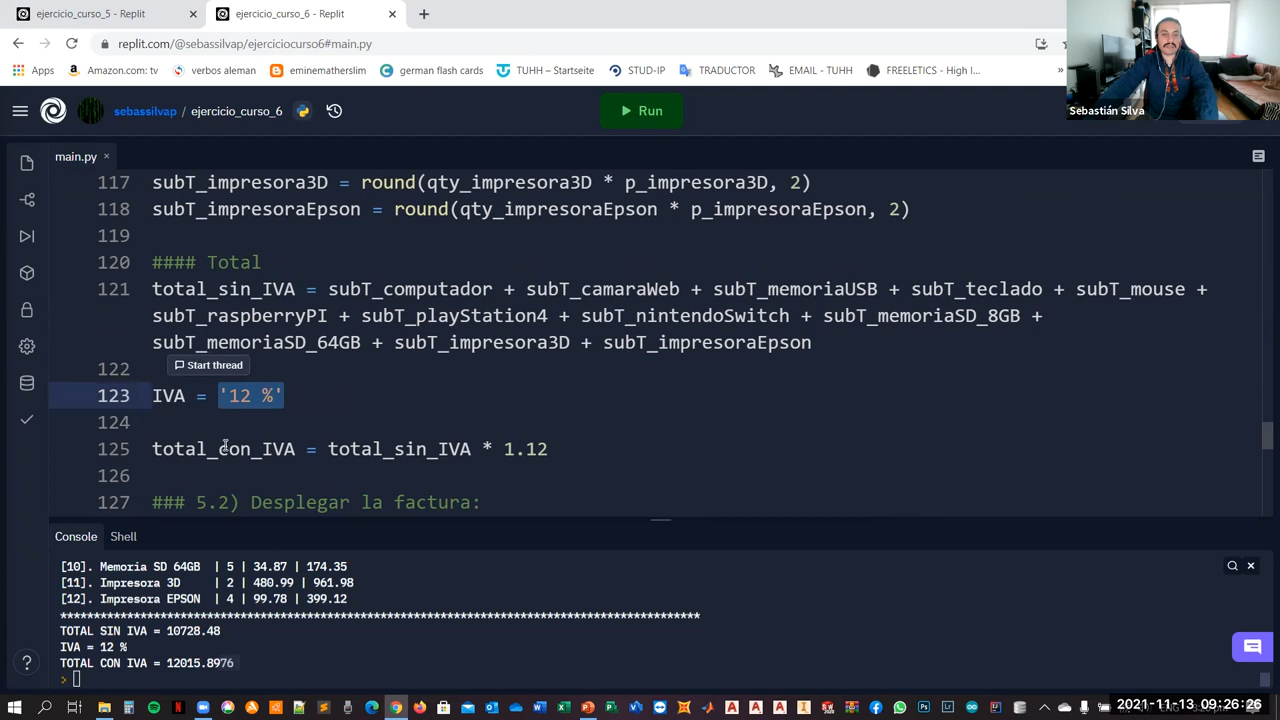 ejercicio_curso_5 - Replit
ejercicio_curso_6 - Replit
replit.com/@sebassilvap/ejerciciocurso6#main.py
Apps
Amazon.com: tv
verbos aleman
eminematherslim
german flash cards
TUHH – Startseite
STUD-IP
TRADUCTOR
EMAIL - TUHH
FREELETICS - High I...
Sebastián Silva
sebassilvap / ejercicio_curso_6
Run
main.py
117 subT_impresora3D = round(qty_impresora3D * p_impresora3D, 2)
118 subT_impresoraEpson = round(qty_impresoraEpson * p_impresoraEpson, 2)
119
120 #### Total
121 total_sin_IVA = subT_computador + subT_camaraWeb + subT_memoriaUSB + subT_teclado + subT_mouse +
subT_raspberryPI + subT_playStation4 + subT_nintendoSwitch + subT_memoriaSD_8GB +
subT_memoriaSD_64GB + subT_impresora3D + subT_impresoraEpson
122
Start thread
123 IVA = '12 %'
124
125 total_con_IVA = total_sin_IVA * 1.12
126
127 ### 5.2) Desplegar la factura:
Console
Shell
[10]. Memoria SD 64GB | 5 | 34.87 | 174.35
[11]. Impresora 3D | 2 | 480.99 | 961.98
[12]. Impresora EPSON | 4 | 99.78 | 399.12
*************************************************************************************************
TOTAL SIN IVA = 10728.48
IVA = 12 %
TOTAL CON IVA = 12015.8976
2021-11-13 09:26:26